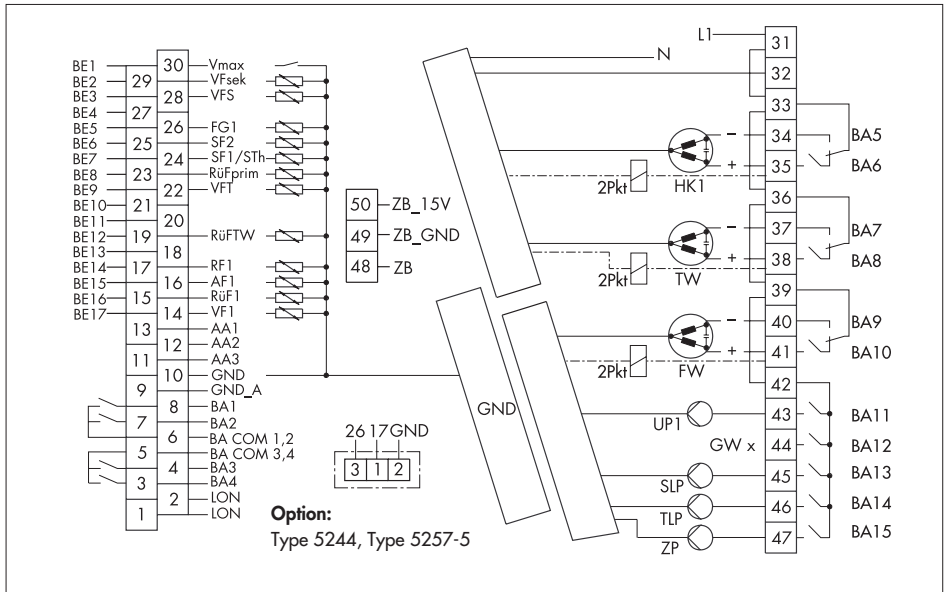 BE1 30 Vmax
BE2 29 VFsek
BE3 28 VFS
BE4 27
BE5 26 FG1
BE6 25 SF2
BE7 24 SF1/STh
BE8 23 RüFprim
BE9 22 VFT
BE10 21
BE11 20
BE12 19 RüFTW
BE13 18
BE14 17 RF1
BE15 16 AF1
BE16 15 RüF1
BE17 14 VF1
13 AA1
12 AA2
11 AA3
10 GND
9 GND_A
8 BA1
7 BA2
6 BA COM 1,2
5 BA COM 3,4
4 BA3
3 BA4
2 LON
1 LON
50 ZB_15V
49 ZB_GND
48 ZB
26 17 GND
3 1 2
Option:
Type 5244, Type 5257-5
GND
L1 31
N
32
33
− 34 BA5
+ 35 BA6
2Pkt HK1
36
− 37 BA7
+ 38 BA8
2Pkt TW
39
− 40 BA9
+ 41 BA10
2Pkt FW
42
UP1 43 BA11
GW x 44 BA12
SLP 45 BA13
TLP 46 BA14
ZP 47 BA15